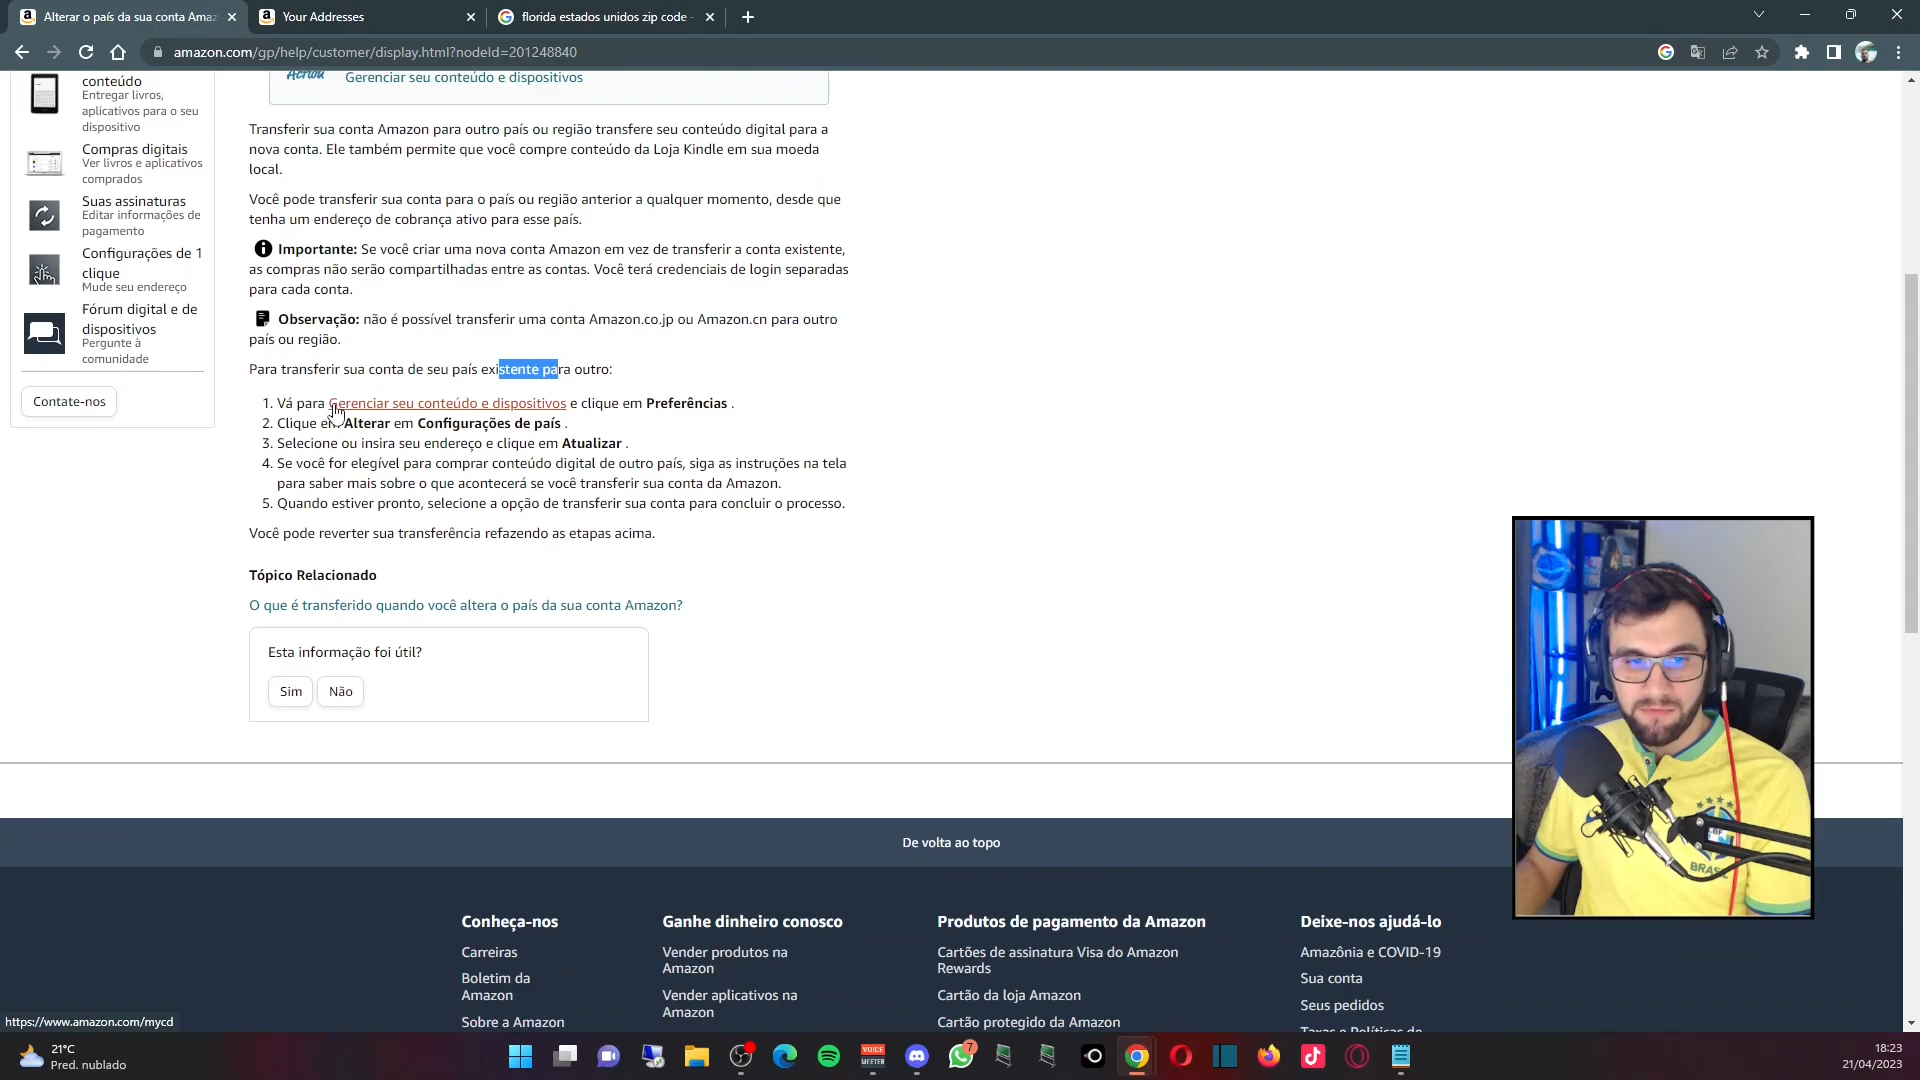 Alterar o país da sua conta Amaz
Your Addresses
florida estados unidos zip code -
amazon.com/gp/help/customer/display.html?nodeId=201248840
conteúdo
Entregar livros,
aplicativos para o seu
dispositivo
Compras digitais
Ver livros e aplicativos
comprados
Suas assinaturas
Editar informações de
pagamento
Configurações de 1
clique
Mude seu endereço
Fórum digital e de
dispositivos
Pergunte à
comunidade
Contate-nos
Action
Gerenciar seu conteúdo e dispositivos
Transferir sua conta Amazon para outro país ou região transfere seu conteúdo digital para a
nova conta. Ele também permite que você compre conteúdo da Loja Kindle em sua moeda
local.
Você pode transferir sua conta para o país ou região anterior a qualquer momento, desde que
tenha um endereço de cobrança ativo para esse país.
Importante: Se você criar uma nova conta Amazon em vez de transferir a conta existente,
as compras não serão compartilhadas entre as contas. Você terá credenciais de login separadas
para cada conta.
Observação: não é possível transferir uma conta Amazon.co.jp ou Amazon.cn para outro
país ou região.
Para transferir sua conta de seu país existente para outro:
1. Vá para Gerenciar seu conteúdo e dispositivos e clique em Preferências .
2. Clique em Alterar em Configurações de país .
3. Selecione ou insira seu endereço e clique em Atualizar .
4. Se você for elegível para comprar conteúdo digital de outro país, siga as instruções na tela
para saber mais sobre o que acontecerá se você transferir sua conta da Amazon.
5. Quando estiver pronto, selecione a opção de transferir sua conta para concluir o processo.
Você pode reverter sua transferência refazendo as etapas acima.
Tópico Relacionado
O que é transferido quando você altera o país da sua conta Amazon?
Esta informação foi útil?
Sim
Não
BRASIL
De volta ao topo
Conheça-nos
Carreiras
Boletim da
Amazon
Sobre a Amazon
Ganhe dinheiro conosco
Vender produtos na
Amazon
Vender aplicativos na
Amazon
Produtos de pagamento da Amazon
Cartões de assinatura Visa do Amazon
Rewards
Cartão da loja Amazon
Cartão protegido da Amazon
Deixe-nos ajudá-lo
Amazônia e COVID-19
Sua conta
Seus pedidos
Taxas e Políticas de
https://www.amazon.com/mycd
21°C
Pred. nublado
VOICE
MEETER
7
18:23
21/04/2023